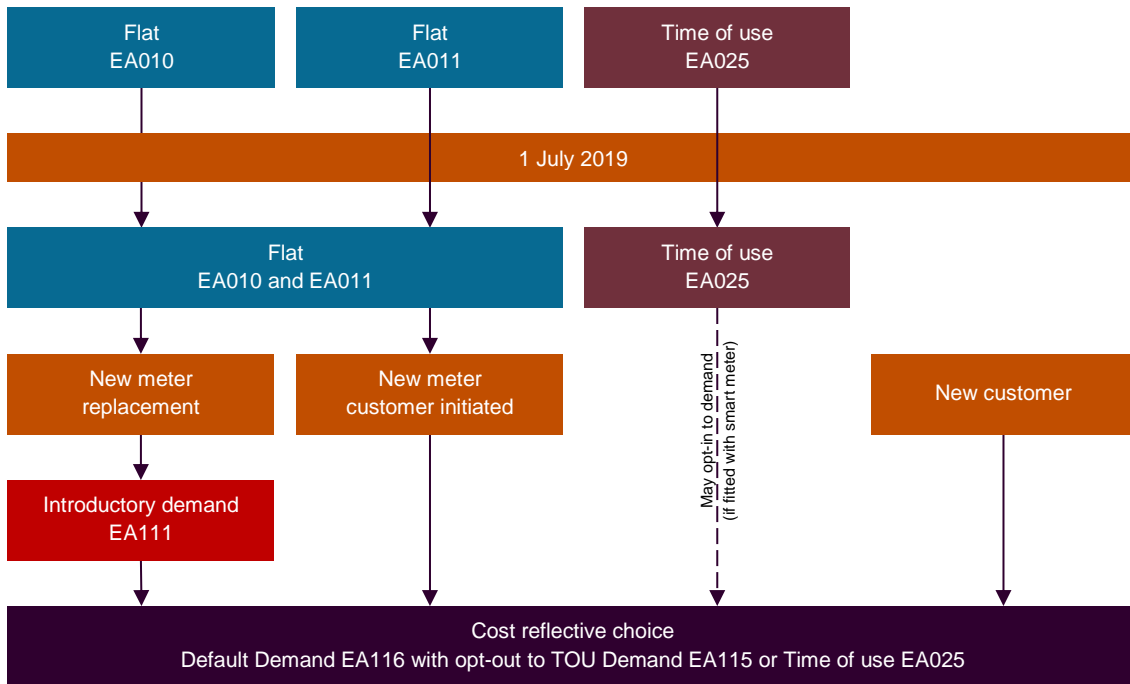 Flat
EA010
Flat
EA011
Time of use
EA025
1 July 2019
Flat
EA010 and EA011
Time of use
EA025
New meter
replacement
New meter
customer initiated
May opt-in to demand
(if fitted with smart meter)
New customer
Introductory demand
EA111
Cost reflective choice
Default Demand EA116 with opt-out to TOU Demand EA115 or Time of use EA025